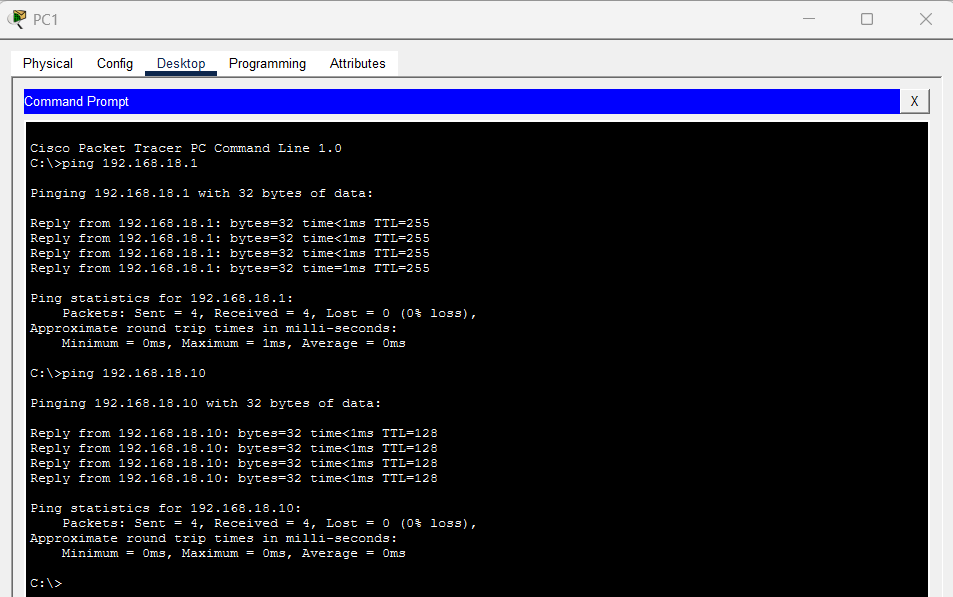 PC1
Physical Config Desktop Programming Attributes
Command Prompt X
Cisco Packet Tracer PC Command Line 1.0
C:\>ping 192.168.18.1
Pinging 192.168.18.1 with 32 bytes of data:
Reply from 192.168.18.1: bytes=32 time<1ms TTL=255
Reply from 192.168.18.1: bytes=32 time<1ms TTL=255
Reply from 192.168.18.1: bytes=32 time<1ms TTL=255
Reply from 192.168.18.1: bytes=32 time=1ms TTL=255
Ping statistics for 192.168.18.1:
    Packets: Sent = 4, Received = 4, Lost = 0 (0% loss),
Approximate round trip times in milli-seconds:
    Minimum = 0ms, Maximum = 1ms, Average = 0ms
C:\>ping 192.168.18.10
Pinging 192.168.18.10 with 32 bytes of data:
Reply from 192.168.18.10: bytes=32 time<1ms TTL=128
Reply from 192.168.18.10: bytes=32 time<1ms TTL=128
Reply from 192.168.18.10: bytes=32 time<1ms TTL=128
Reply from 192.168.18.10: bytes=32 time<1ms TTL=128
Ping statistics for 192.168.18.10:
    Packets: Sent = 4, Received = 4, Lost = 0 (0% loss),
Approximate round trip times in milli-seconds:
    Minimum = 0ms, Maximum = 0ms, Average = 0ms
C:\>